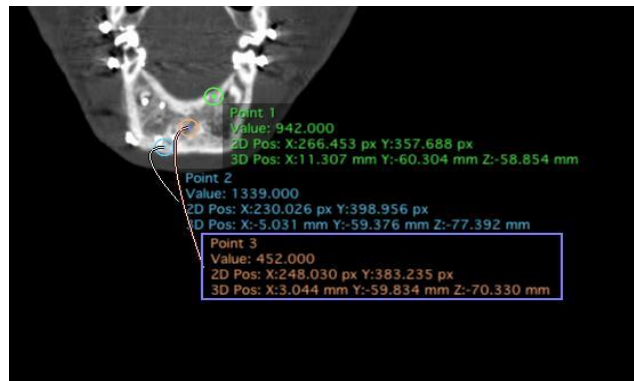 Point 1
Value: 942.000
2D Pos: X:266.453 px Y:357.688 px
3D Pos: X:11.307 mm Y:-60.304 mm Z:-58.854 mm
Point 2
Value: 1339.000
2D Pos: X:230.026 px Y:398.956 px
3D Pos: X:-5.031 mm Y:-59.376 mm Z:-77.392 mm
Point 3
Value: 452.000
2D Pos: X:248.030 px Y:383.235 px
3D Pos: X:3.044 mm Y:-59.834 mm Z:-70.330 mm